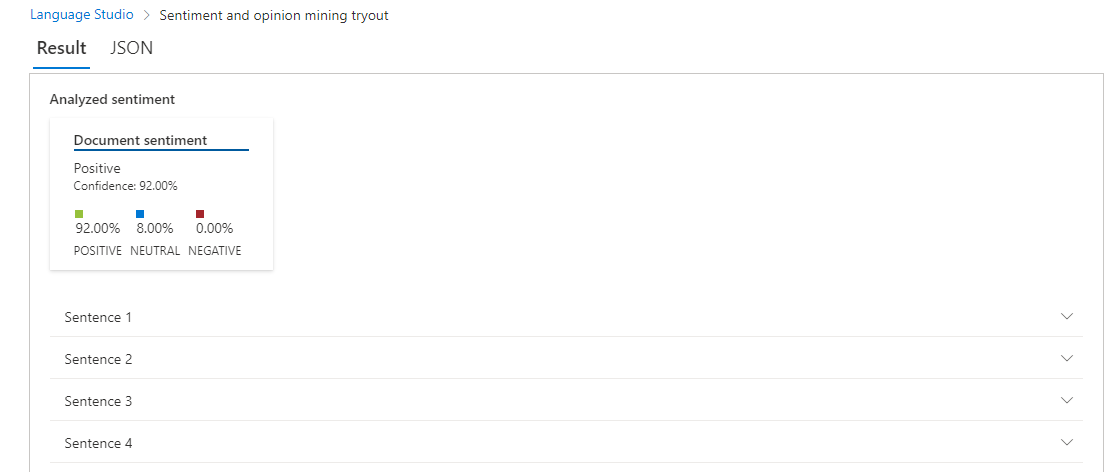 Language Studio > Sentiment and opinion mining tryout
Result JSON
Analyzed sentiment
Document sentiment
Positive
Confidence: 92.00%
92.00% 8.00% 0.00%
POSITIVE NEUTRAL NEGATIVE
Sentence 1
Sentence 2
Sentence 3
Sentence 4